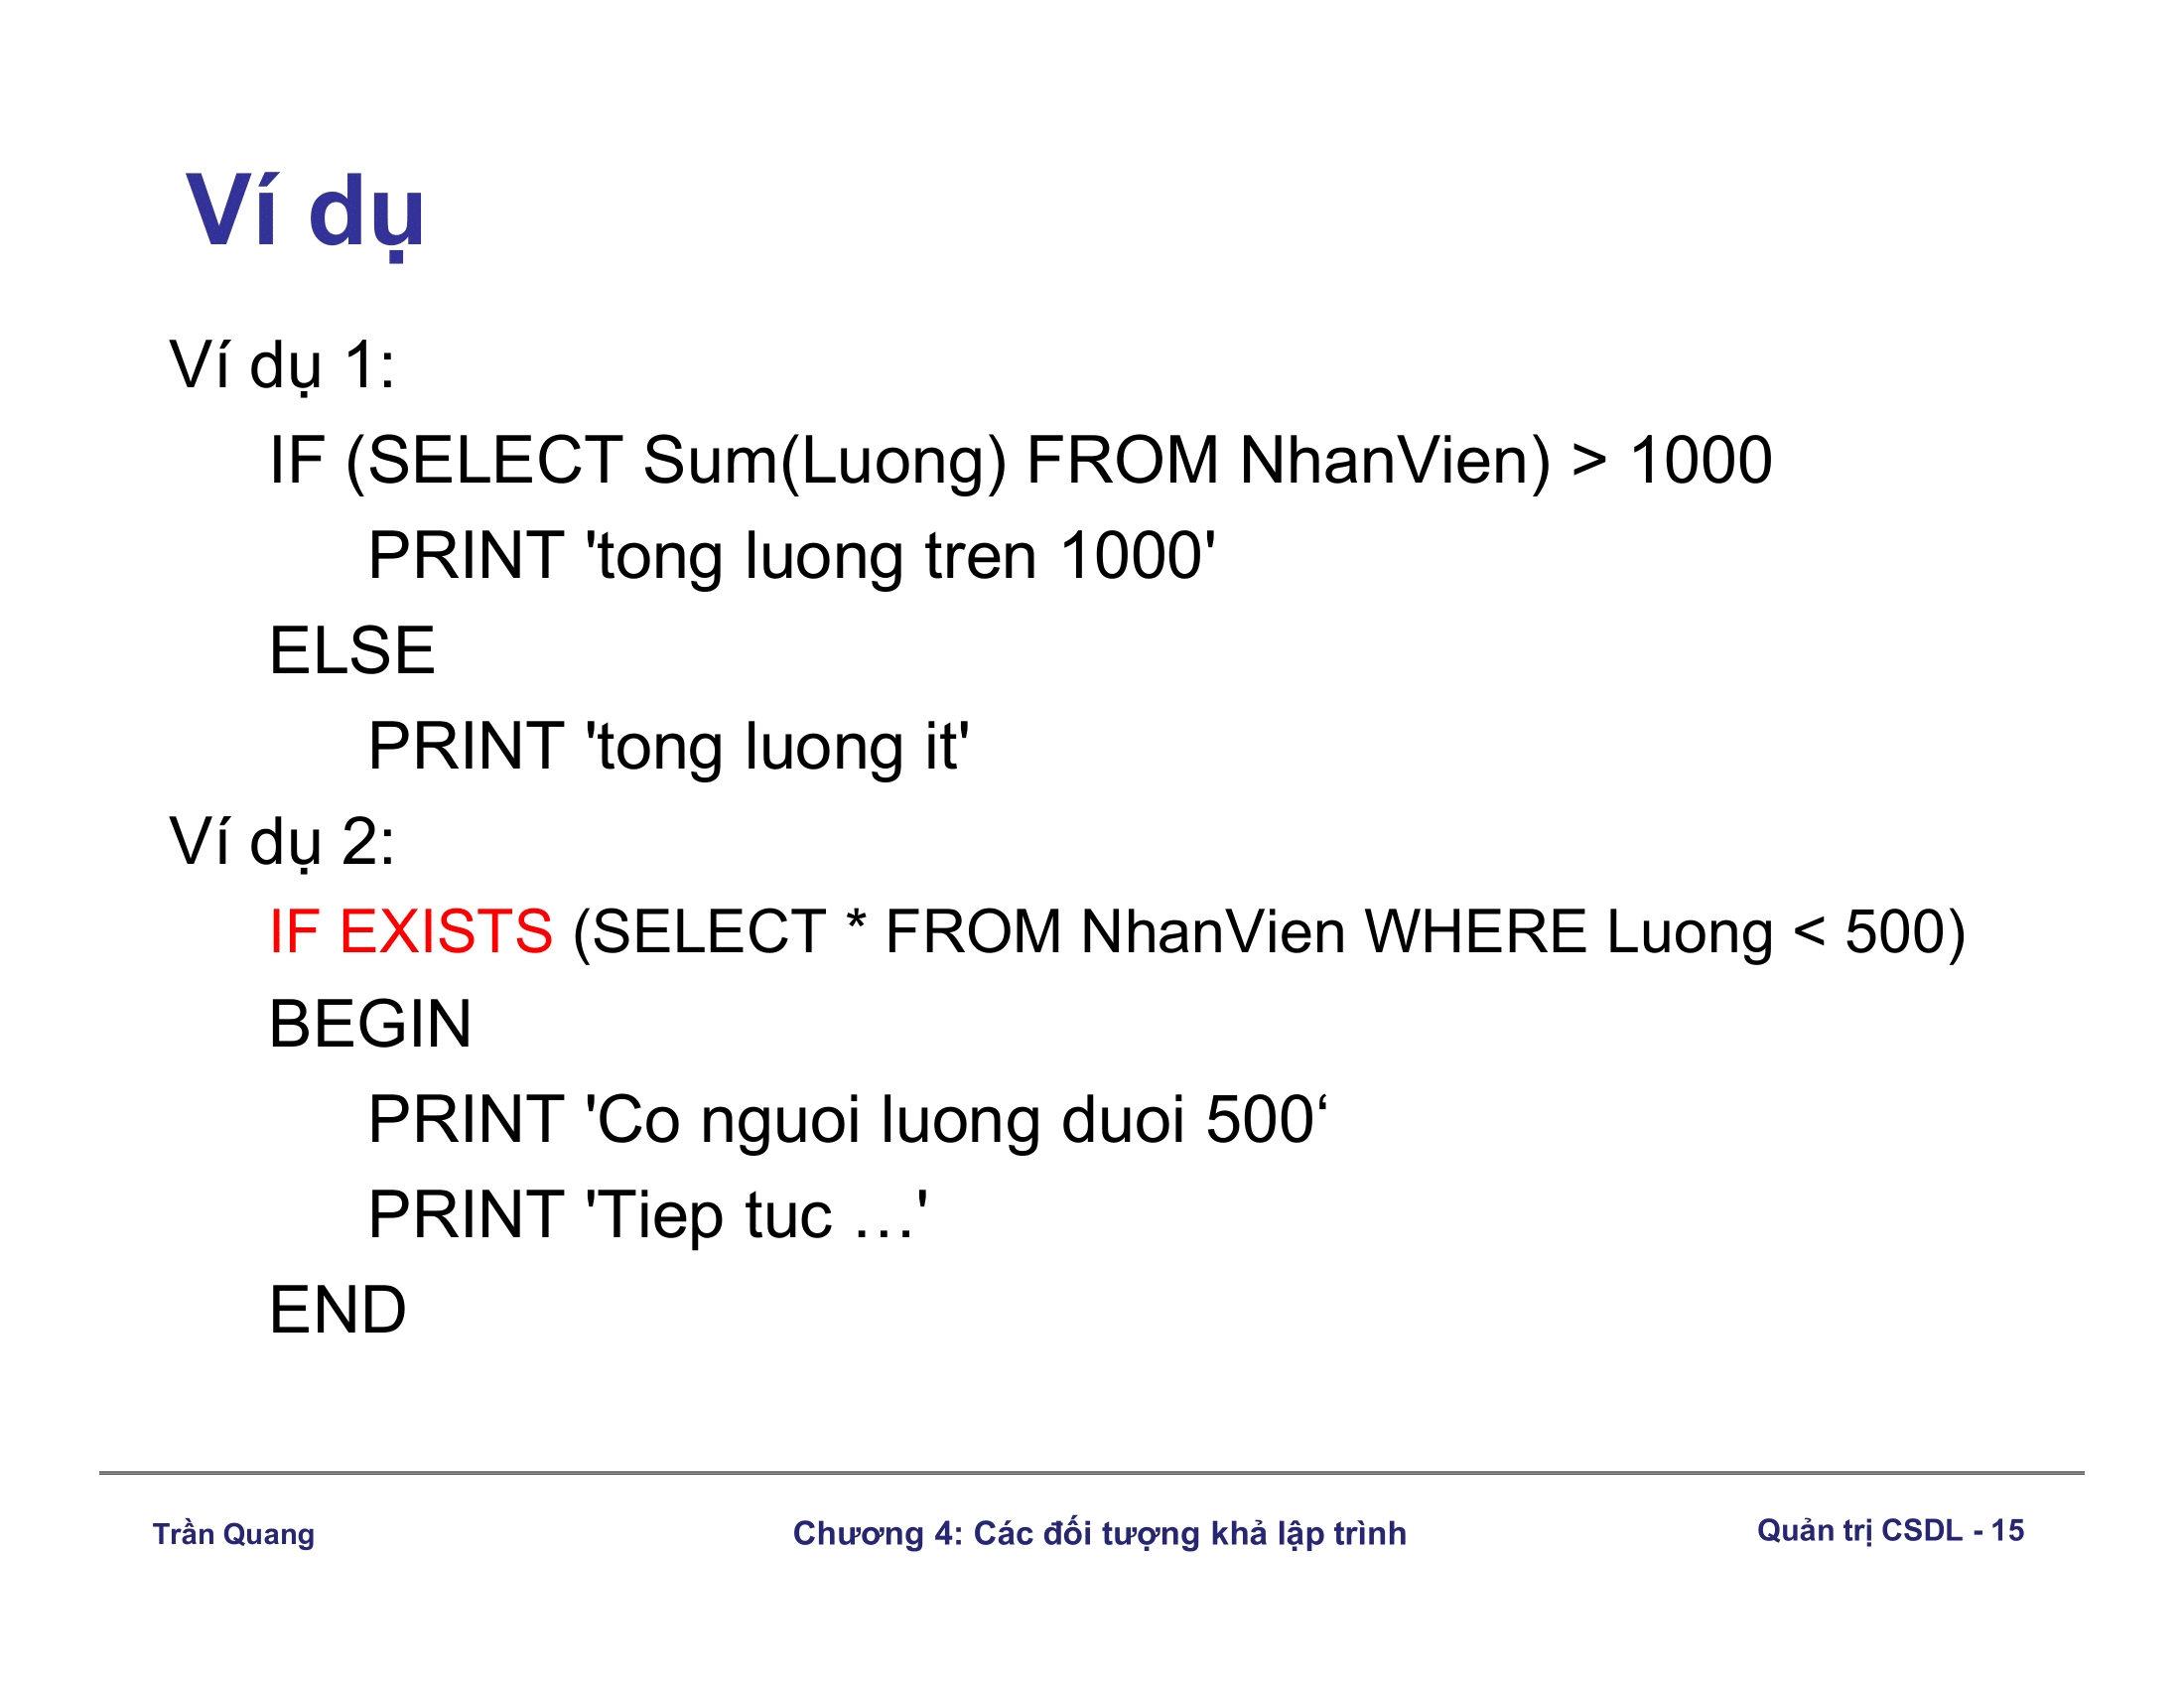 Ví dụ
Ví dụ 1:
IF (SELECT Sum(Luong) FROM NhanVien) > 1000
PRINT 'tong luong tren 1000'
ELSE
PRINT 'tong luong it'
Ví dụ 2:
IF EXISTS (SELECT * FROM NhanVien WHERE Luong < 500)
BEGIN
PRINT 'Co nguoi luong duoi 500‘
PRINT 'Tiep tuc …'
END
Trần Quang
Chương 4: Các đối tượng khả lập trình
Quản trị CSDL - 15